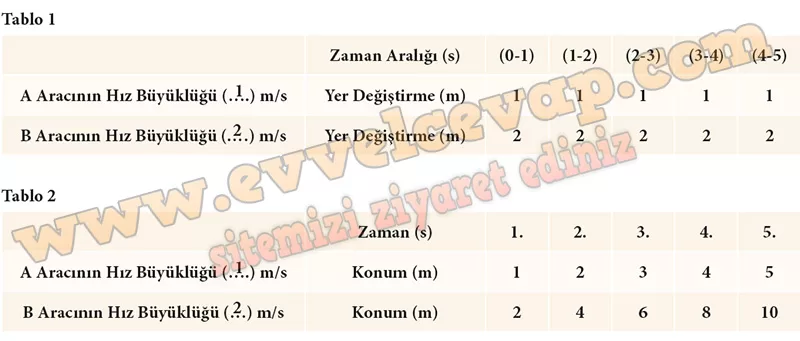 Tablo 1
Zaman Aralığı (s) (0-1) (1-2) (2-3) (3-4) (4-5)
A Aracının Hız Büyüklüğü (..1..) m/s Yer Değiştirme (m) 1 1 1 1 1
B Aracının Hız Büyüklüğü (..2..) m/s Yer Değiştirme (m) 2 2 2 2 2
Tablo 2
Zaman (s) 1. 2. 3. 4. 5.
A Aracının Hız Büyüklüğü (..1..) m/s Konum (m) 1 2 3 4 5
B Aracının Hız Büyüklüğü (..2..) m/s Konum (m) 2 4 6 8 10
www.evvelcevap.com
sitemizi ziyaret ediniz